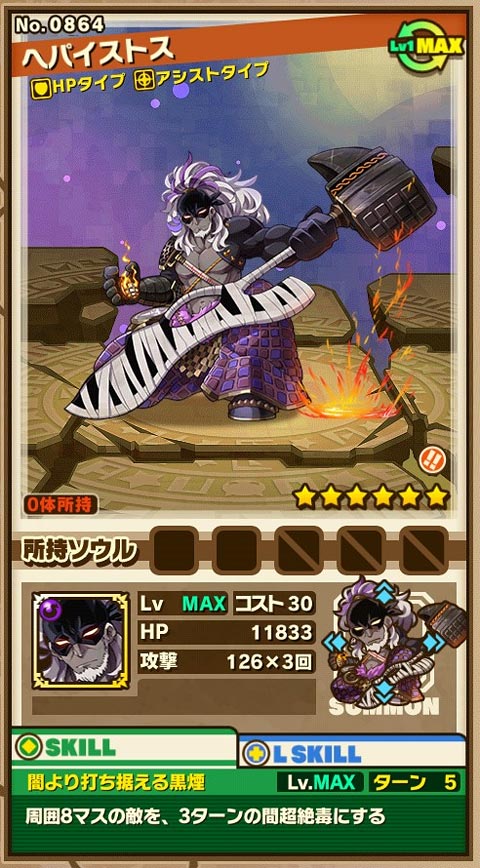 No.0864
ヘパイストス
Lv1 MAX
HPタイプ アシストタイプ
!!
0体所持
所持ソウル
Lv MAX コスト 30
HP 11833
攻撃 126×3回
SUMMON
SKILL
L SKILL
闇より打ち据える黒煙 Lv.MAX ターン 5
周囲8マスの敵を、3ターンの間超絶毒にする